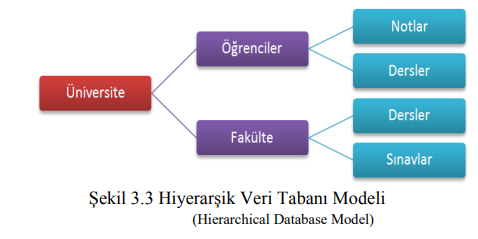 Notlar
Öğrenciler
Dersler
Üniversite
Dersler
Fakülte
Sınavlar
Şekil 3.3 Hiyerarşik Veri Tabanı Modeli
(Hierarchical Database Model)